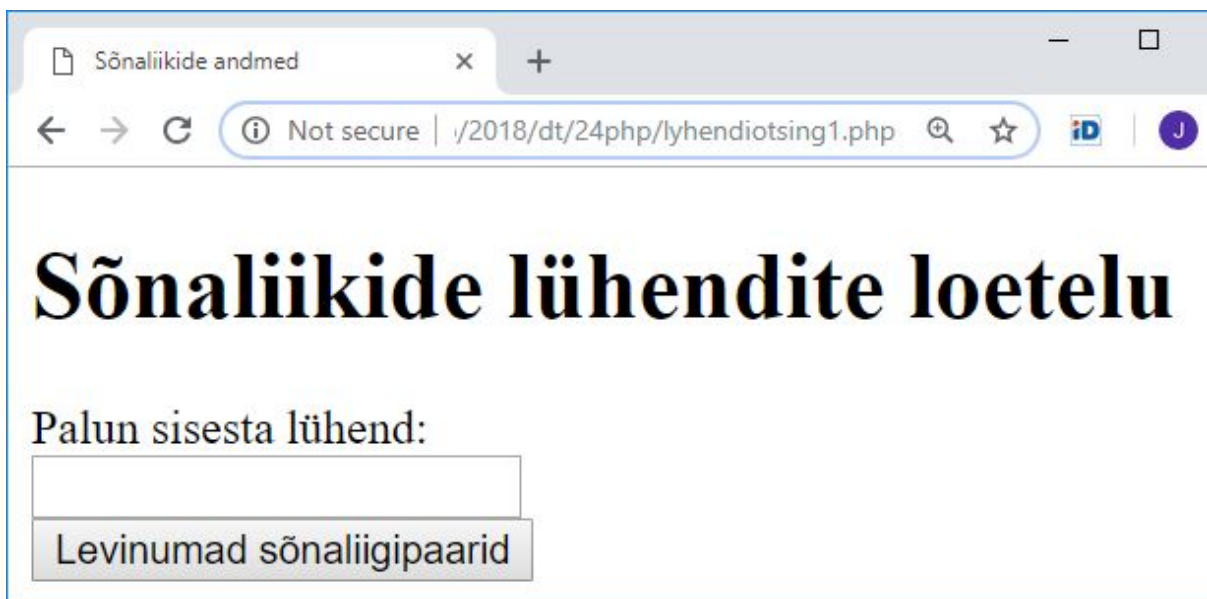 Sõnaliikide andmed
Not secure | /2018/dt/24php/lyhendiotsing1.php iD J
Sõnaliikide lühendite loetelu
Palun sisesta lühend:
Levinumad sõnaliigipaarid